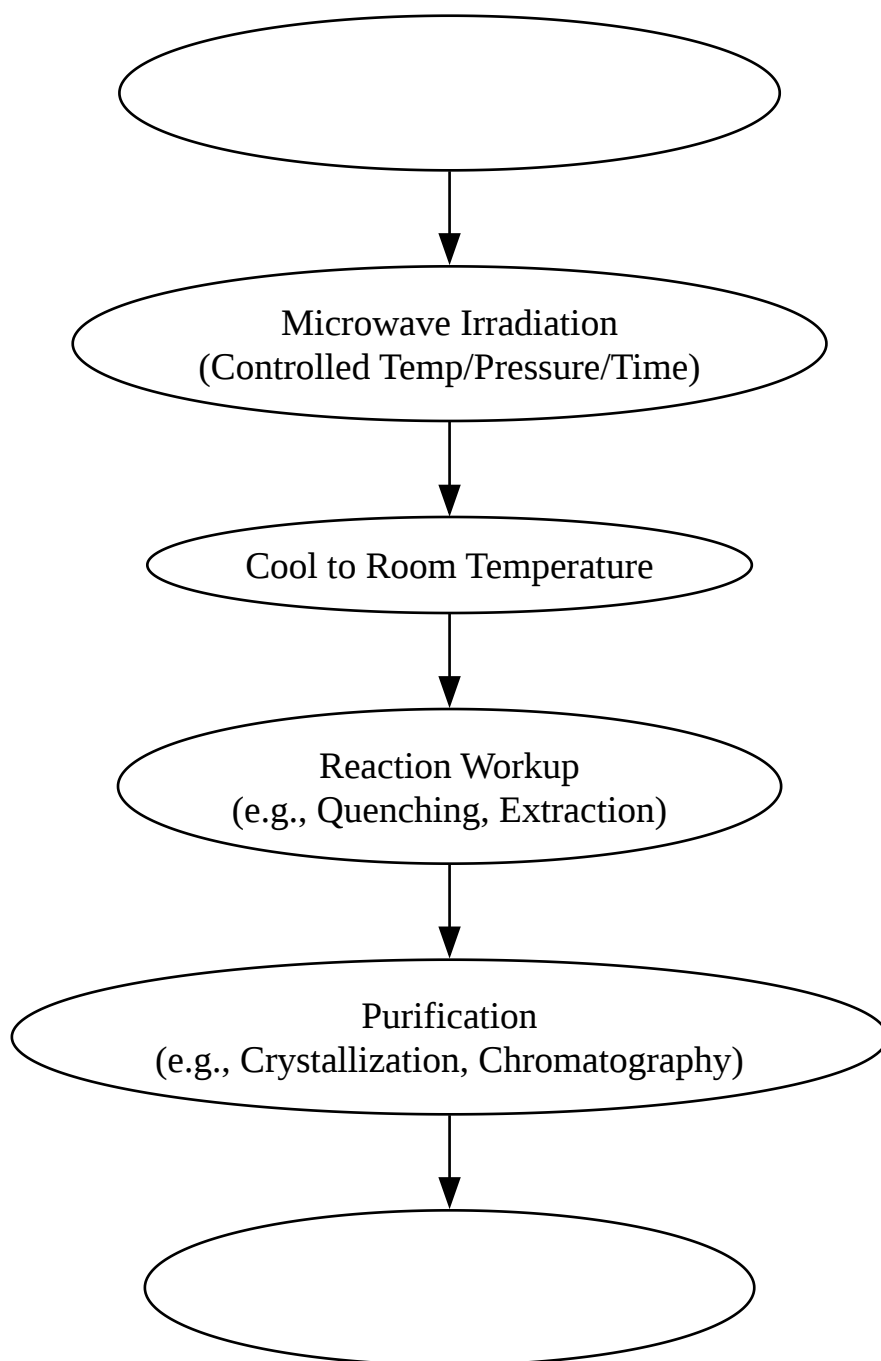 Microwave Irradiation
(Controlled Temp/Pressure/Time)
Cool to Room Temperature
Reaction Workup
(e.g., Quenching, Extraction)
Purification
(e.g., Crystallization, Chromatography)